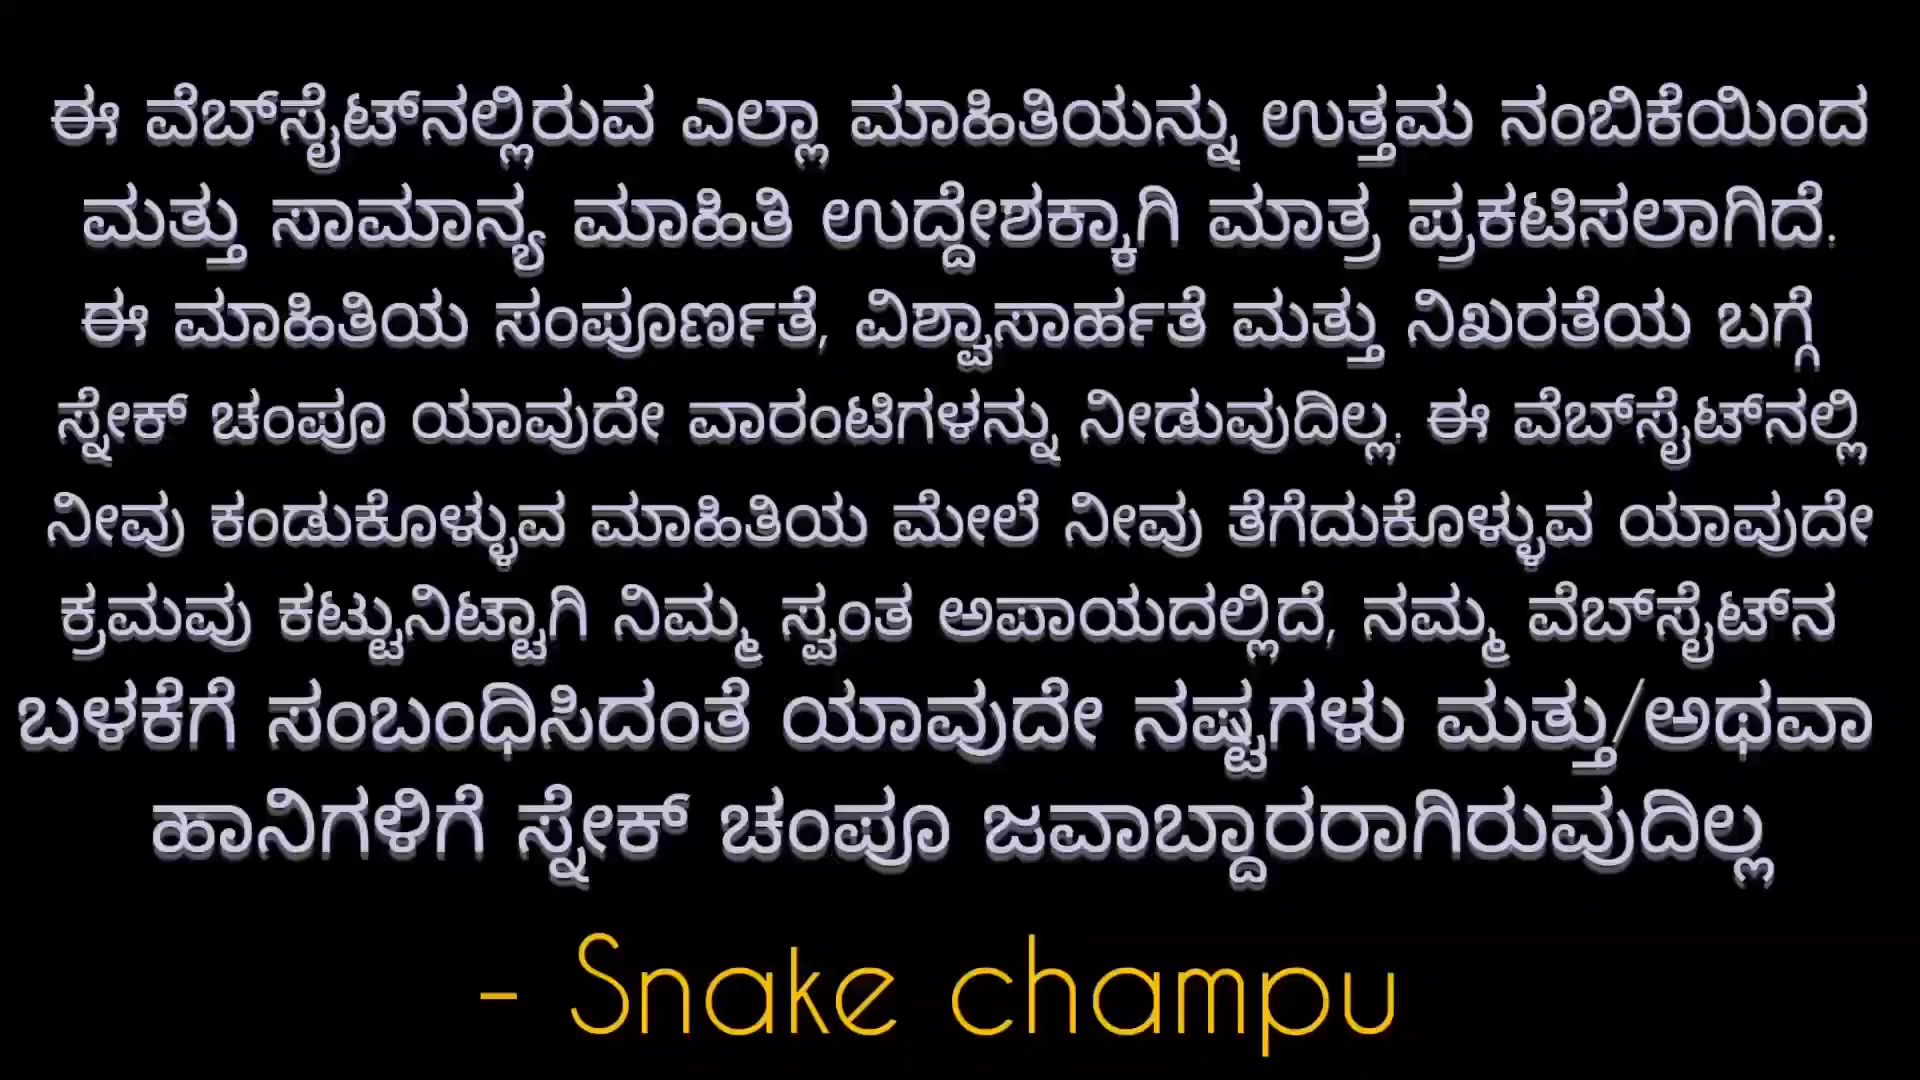 ಈ ವೆಬ್‌ಸೈಟ್‌ನಲ್ಲಿರುವ ಎಲ್ಲಾ ಮಾಹಿತಿಯನ್ನು ಉತ್ತಮ ನಂಬಿಕೆಯಿಂದ
ಮತ್ತು ಸಾಮಾನ್ಯ ಮಾಹಿತಿ ಉದ್ದೇಶಕ್ಕಾಗಿ ಮಾತ್ರ ಪ್ರಕಟಿಸಲಾಗಿದೆ.
ಈ ಮಾಹಿತಿಯ ಸಂಪೂರ್ಣತೆ, ವಿಶ್ವಾಸಾರ್ಹತೆ ಮತ್ತು ನಿಖರತೆಯ ಬಗ್ಗೆ
ಸ್ನೇಕ್ ಚಂಪೂ ಯಾವುದೇ ವಾರಂಟಿಗಳನ್ನು ನೀಡುವುದಿಲ್ಲ. ಈ ವೆಬ್‌ಸೈಟ್‌ನಲ್ಲಿ
ನೀವು ಕಂಡುಕೊಳ್ಳುವ ಮಾಹಿತಿಯ ಮೇಲೆ ನೀವು ತೆಗೆದುಕೊಳ್ಳುವ ಯಾವುದೇ
ಕ್ರಮವು ಕಟ್ಟುನಿಟ್ಟಾಗಿ ನಿಮ್ಮ ಸ್ವಂತ ಅಪಾಯದಲ್ಲಿದೆ, ನಮ್ಮ ವೆಬ್‌ಸೈಟ್‌ನ
ಬಳಕೆಗೆ ಸಂಬಂಧಿಸಿದಂತೆ ಯಾವುದೇ ನಷ್ಟಗಳು ಮತ್ತು/ಅಥವಾ
ಹಾನಿಗಳಿಗೆ ಸ್ನೇಕ್ ಚಂಪೂ ಜವಾಬ್ದಾರರಾಗಿರುವುದಿಲ್ಲ
- Snake champu